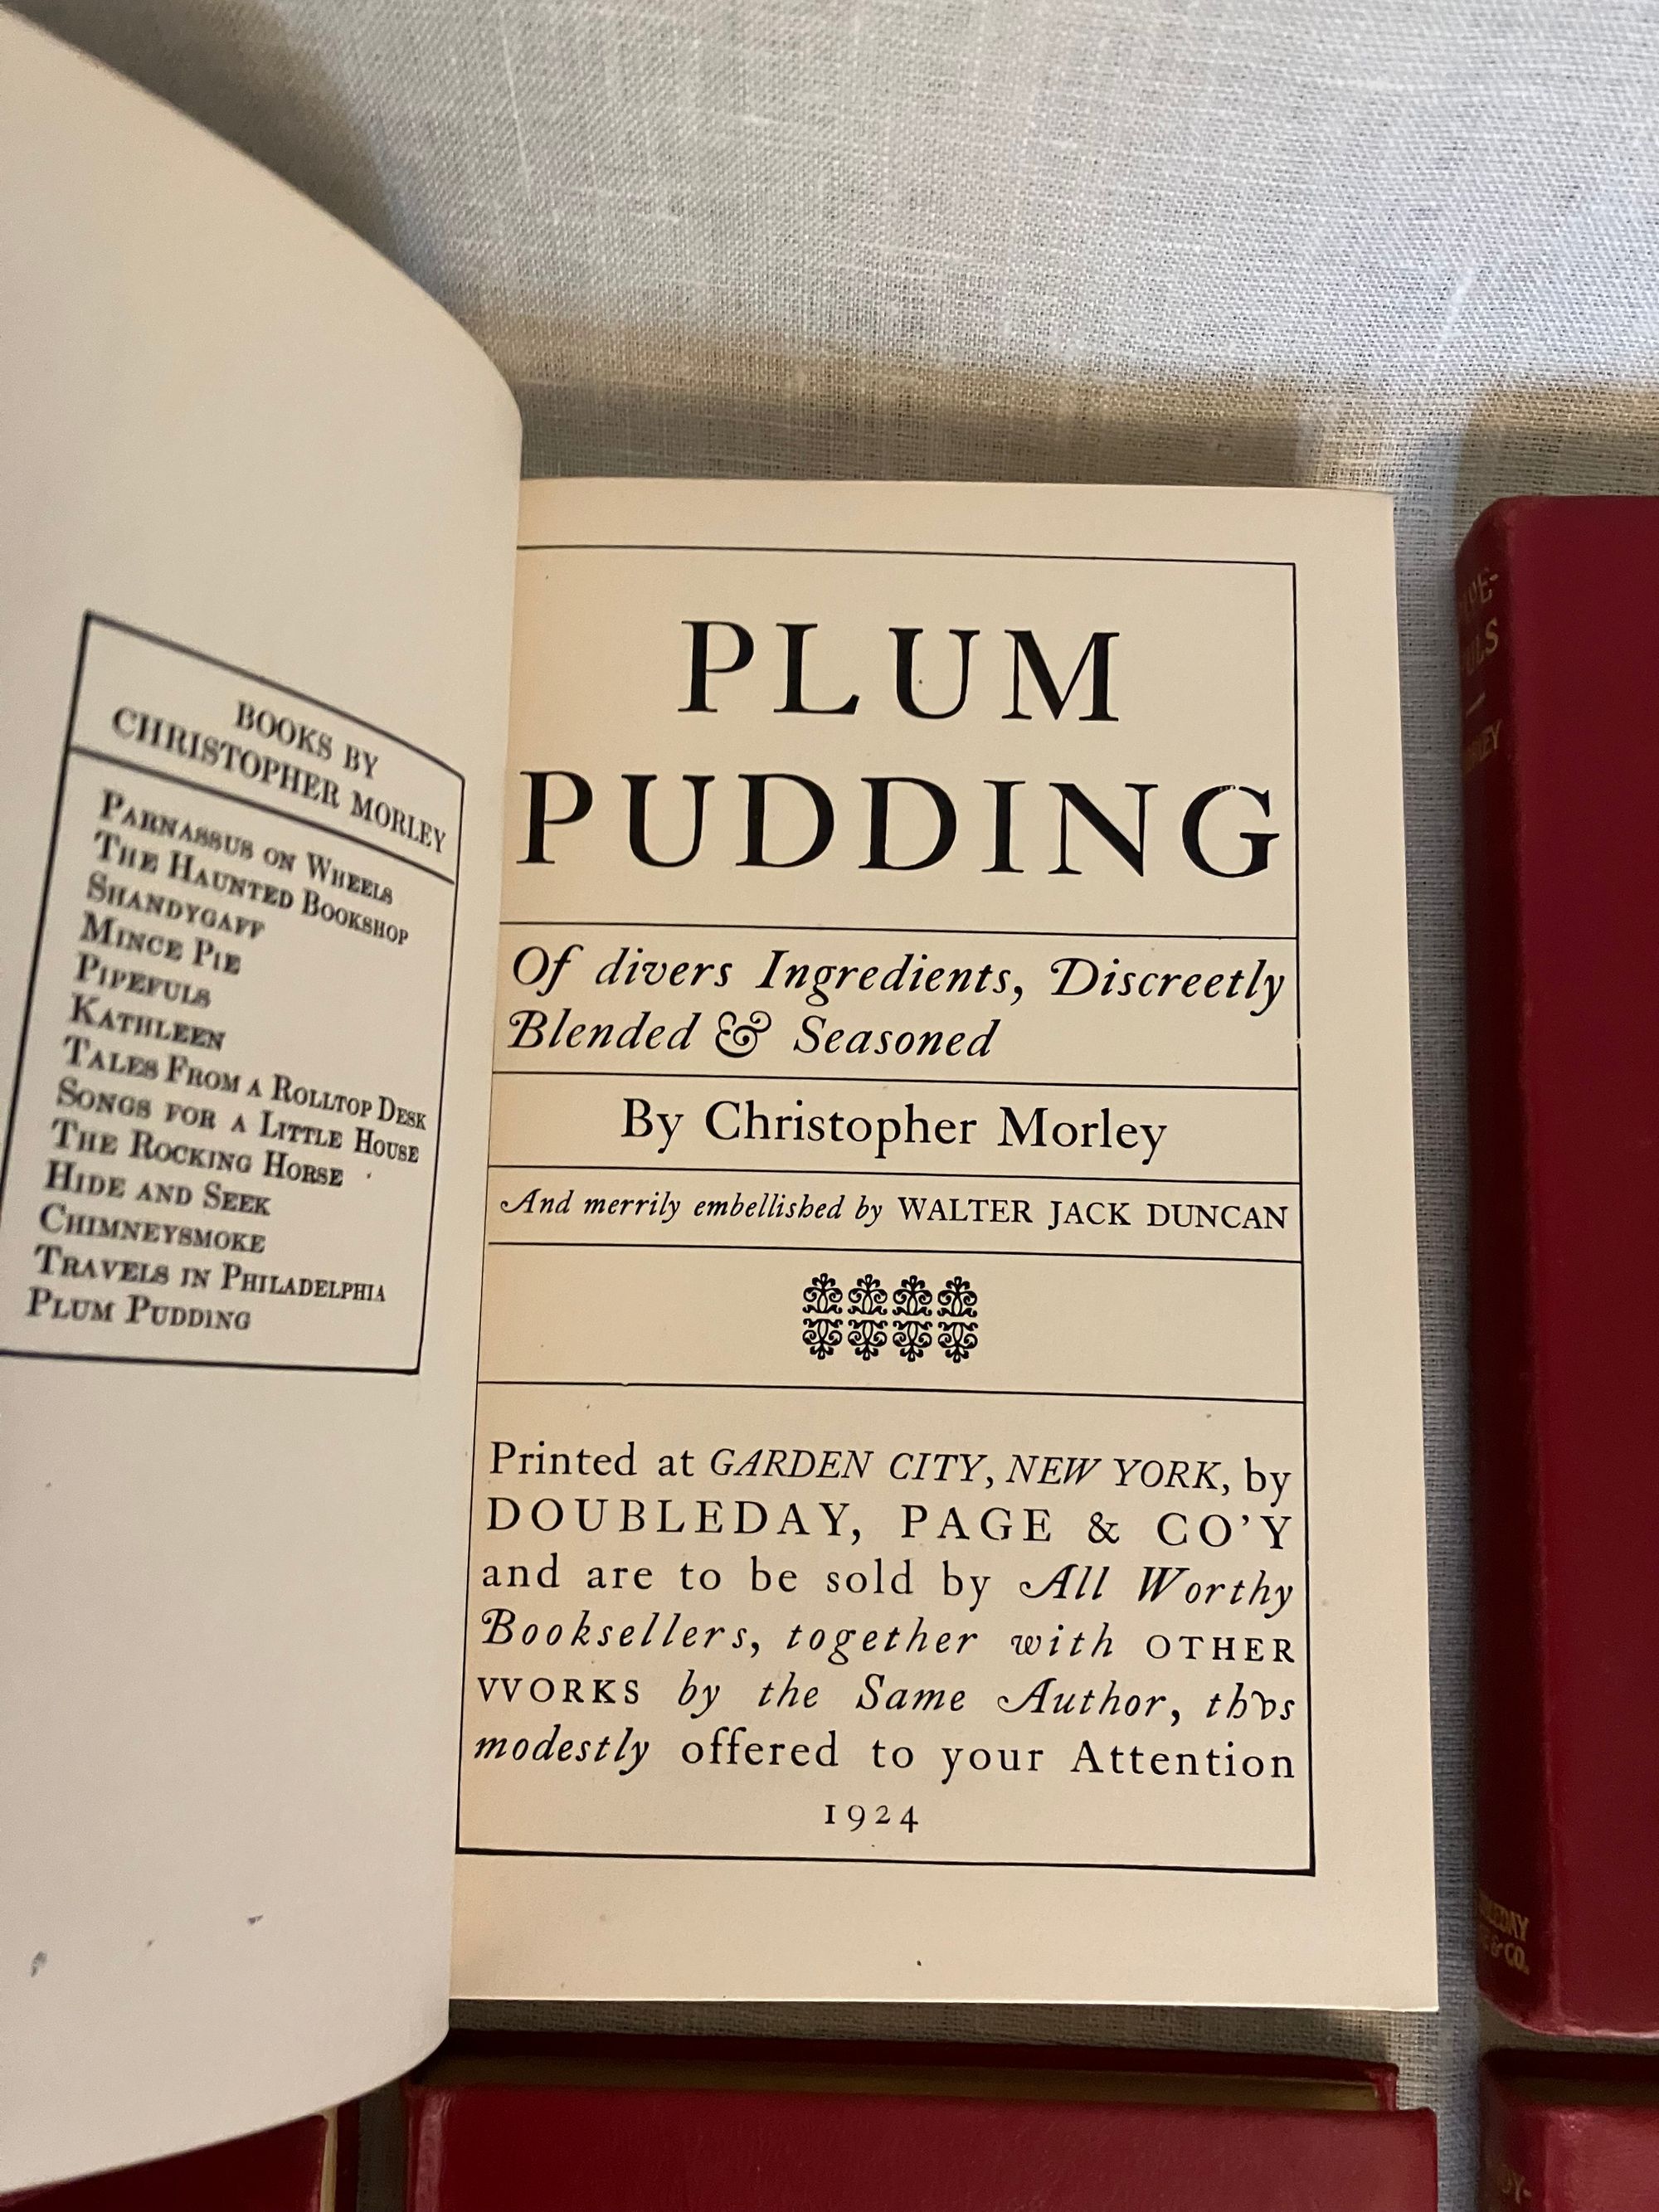 BOOKS BY
CHRISTOPHER MORLEY
PARNASSUS ON WHEELS
THE HAUNTED BOOKSHOP
SHANDYGAFF
MINCE PIE
PIPEFULS
KATHLEEN
TALES FROM A ROLLTOP DESK
SONGS FOR A LITTLE HOUSE
THE ROCKING HORSE
HIDE AND SEEK
CHIMNEYSMOKE
TRAVELS IN PHILADELPHIA
PLUM PUDDING
PLUM
PUDDING
Of divers Ingredients, Discreetly
Blended & Seasoned
By Christopher Morley
And merrily embellished by WALTER JACK DUNCAN
Printed at GARDEN CITY, NEW YORK, by
DOUBLEDAY, PAGE & CO'Y
and are to be sold by All Worthy
Booksellers, together with OTHER
VVORKS by the Same Author, thvs
modestly offered to your Attention
1924
& CO.